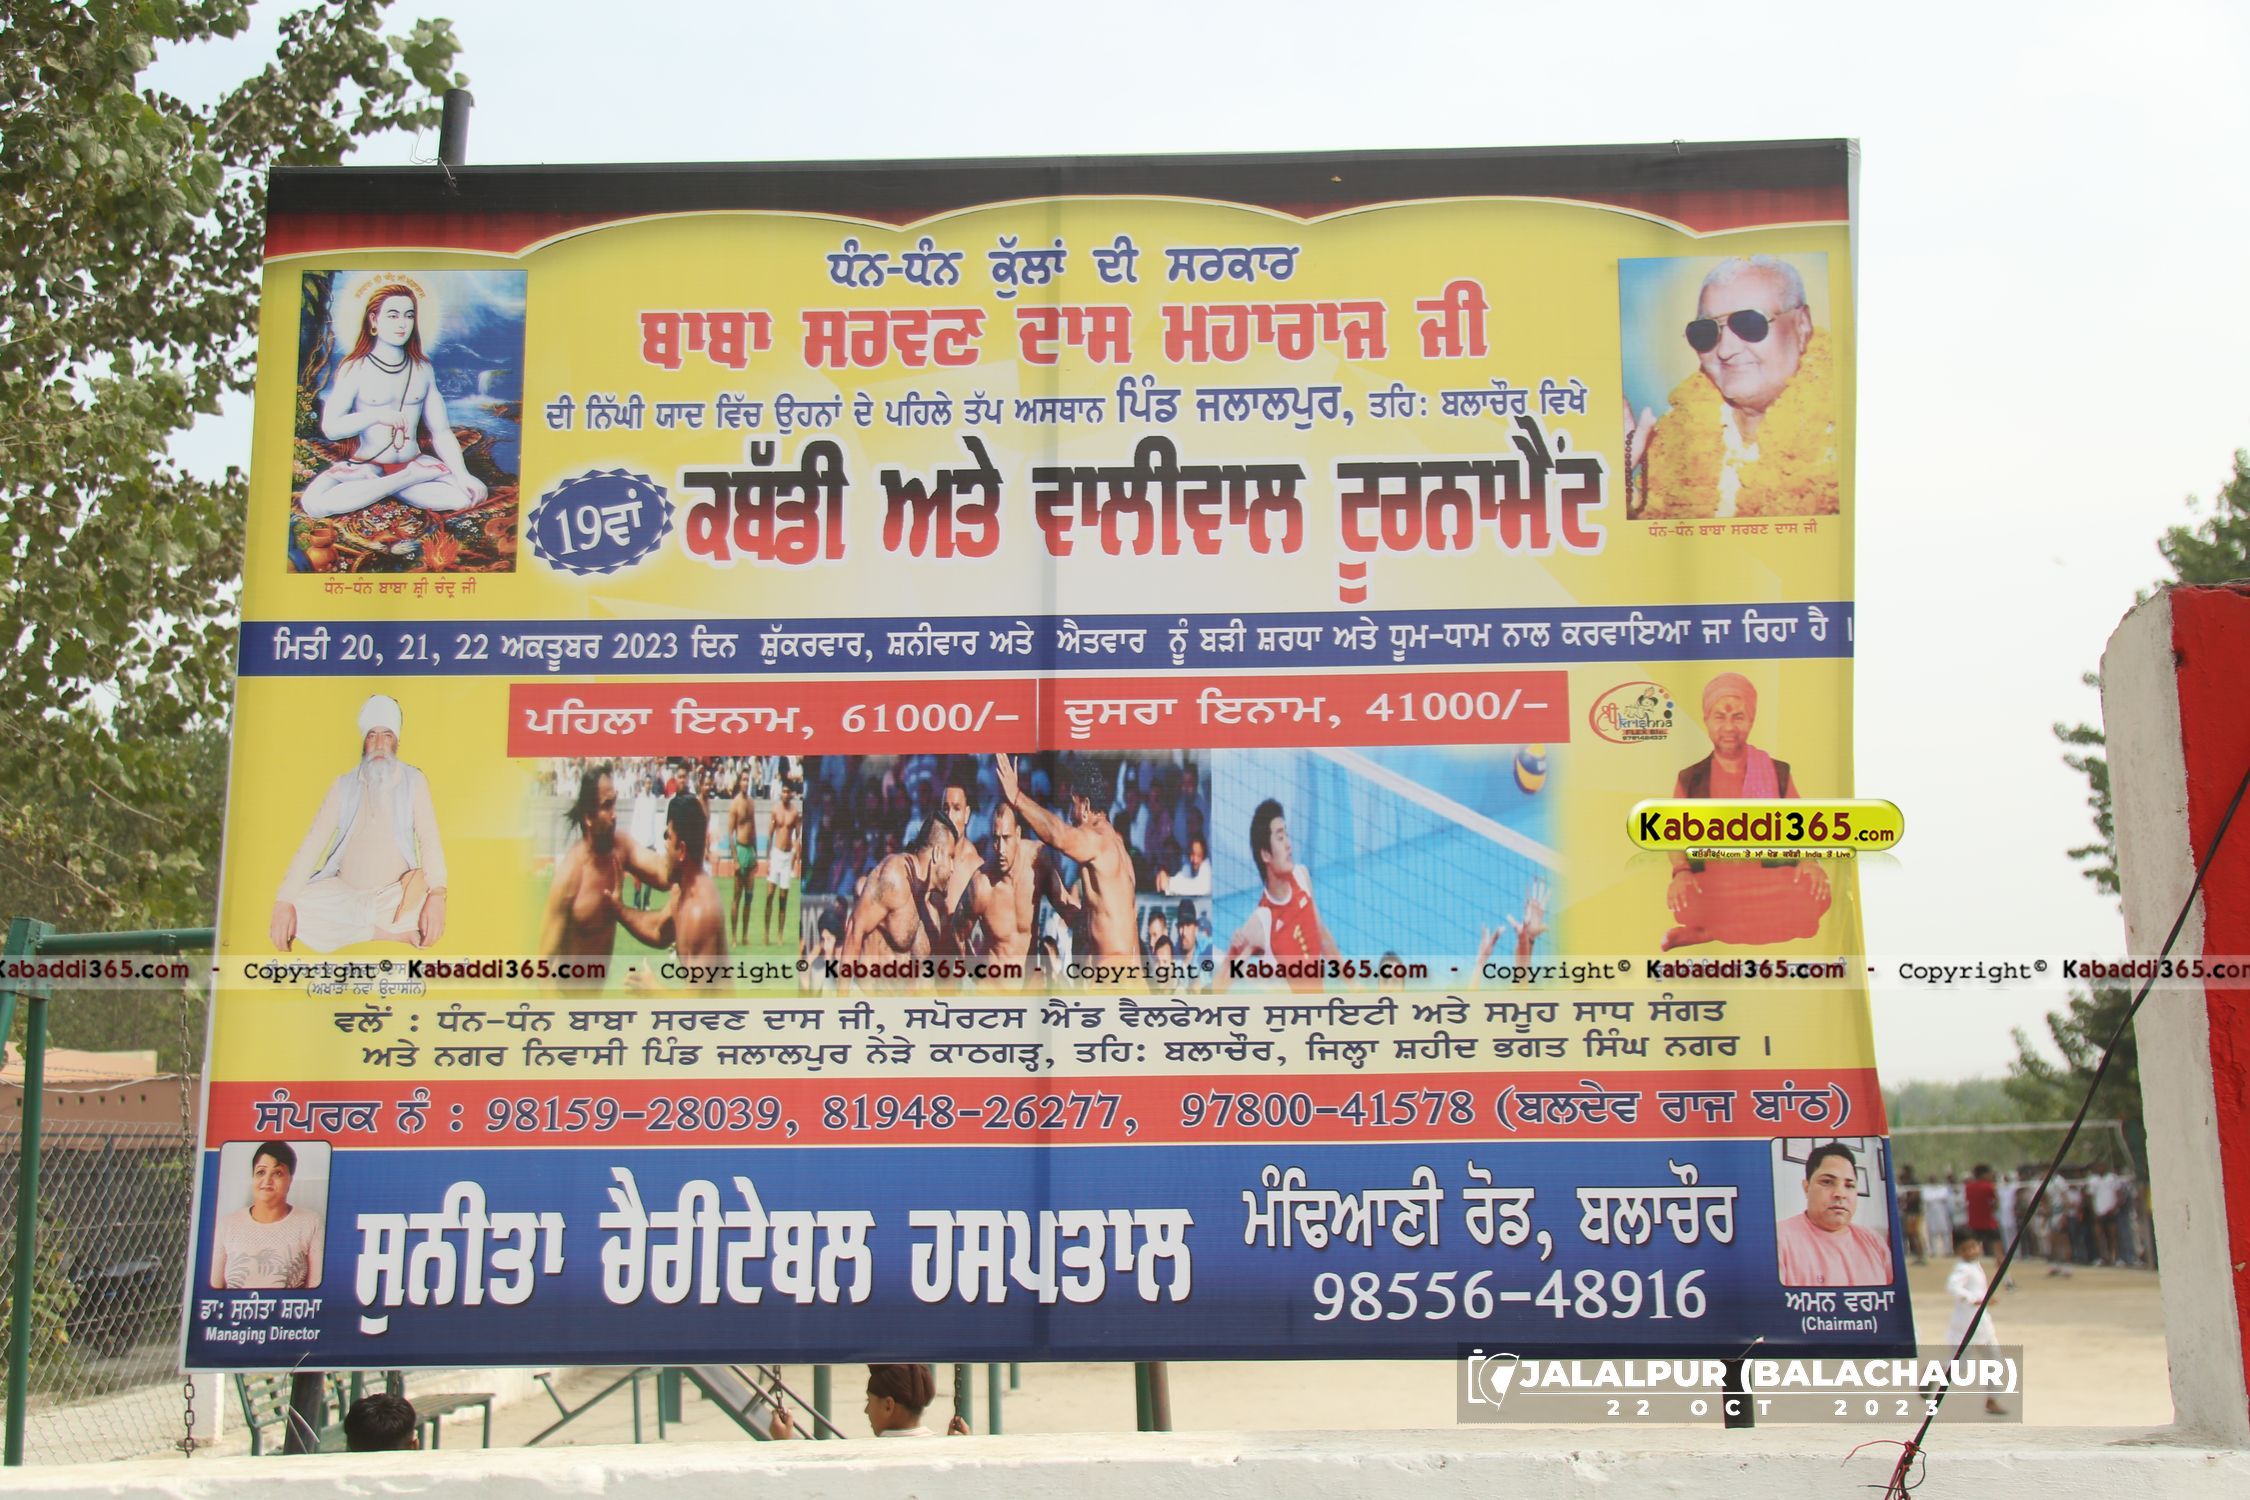 ਧੰਨ-ਧੰਨ ਕੁੱਲਾਂ ਦੀ ਸਰਕਾਰ
ਬਾਬਾ ਸਰਵਣ ਦਾਸ ਮਹਾਰਾਜ ਜੀ
ਦੀ ਨਿੱਘੀ ਯਾਦ ਵਿੱਚ ਉਹਨਾਂ ਦੇ ਪਹਿਲੇ ਤੱਪ ਅਸਥਾਨ ਪਿੰਡ ਜਲਾਲਪੁਰ, ਤਹਿ: ਬਲਾਚੌਰ ਵਿਖੇ
19ਵਾਂ ਕਬੱਡੀ ਅਤੇ ਵਾਲੀਵਾਲ ਟੂਰਨਾਮੈਂਟ
ਧੰਨ-ਧੰਨ ਬਾਬਾ ਸ਼੍ਰੀ ਚੰਦ੍ਰ ਜੀ
ਧੰਨ-ਧੰਨ ਬਾਬਾ ਸਰਬਣ ਦਾਸ ਜੀ
ਮਿਤੀ 20, 21, 22 ਅਕਤੂਬਰ 2023 ਦਿਨ ਸ਼ੁੱਕਰਵਾਰ, ਸ਼ਨੀਵਾਰ ਅਤੇ ਐਤਵਾਰ ਨੂੰ ਬੜੀ ਸ਼ਰਧਾ ਅਤੇ ਧੂਮ-ਧਾਮ ਨਾਲ ਕਰਵਾਇਆ ਜਾ ਰਿਹਾ ਹੈ ।
ਪਹਿਲਾ ਇਨਾਮ, 61000/- ਦੂਸਰਾ ਇਨਾਮ, 41000/-
श्री krishna
Kabaddi365.com
Kabaddi365.com - Copyright© Kabaddi365.com - Copyright© Kabaddi365.com - Copyright© Kabaddi365.com - Copyright© Kabaddi365.com - Copyright© Kabaddi365.com
(ਅਖਾੜਾ ਨਵਾਂ ਉਦਾਸੀਨ)
ਵਲੋਂ : ਧੰਨ-ਧੰਨ ਬਾਬਾ ਸਰਵਣ ਦਾਸ ਜੀ, ਸਪੋਰਟਸ ਐਂਡ ਵੈਲਫੇਅਰ ਸੁਸਾਇਟੀ ਅਤੇ ਸਮੂਹ ਸਾਧ ਸੰਗਤ
ਅਤੇ ਨਗਰ ਨਿਵਾਸੀ ਪਿੰਡ ਜਲਾਲਪੁਰ ਨੇੜੇ ਕਾਠਗੜ੍ਹ, ਤਹਿ: ਬਲਾਚੌਰ, ਜਿਲ੍ਹਾ ਸ਼ਹੀਦ ਭਗਤ ਸਿੰਘ ਨਗਰ ।
ਸੰਪਰਕ ਨੰ : 98159-28039, 81948-26277, 97800-41578 (ਬਲਦੇਵ ਰਾਜ ਬਾਂਠ)
ਸੁਨੀਤਾ ਚੈਰੀਟੇਬਲ ਹਸਪਤਾਲ
ਮੰਢਿਆਣੀ ਰੋਡ, ਬਲਾਚੌਰ
98556-48916
ਡਾ: ਸੁਨੀਤਾ ਸ਼ਰਮਾ
Managing Director
ਅਮਨ ਵਰਮਾ
(Chairman)
JALALPUR (BALACHAUR)
22 OCT 2023